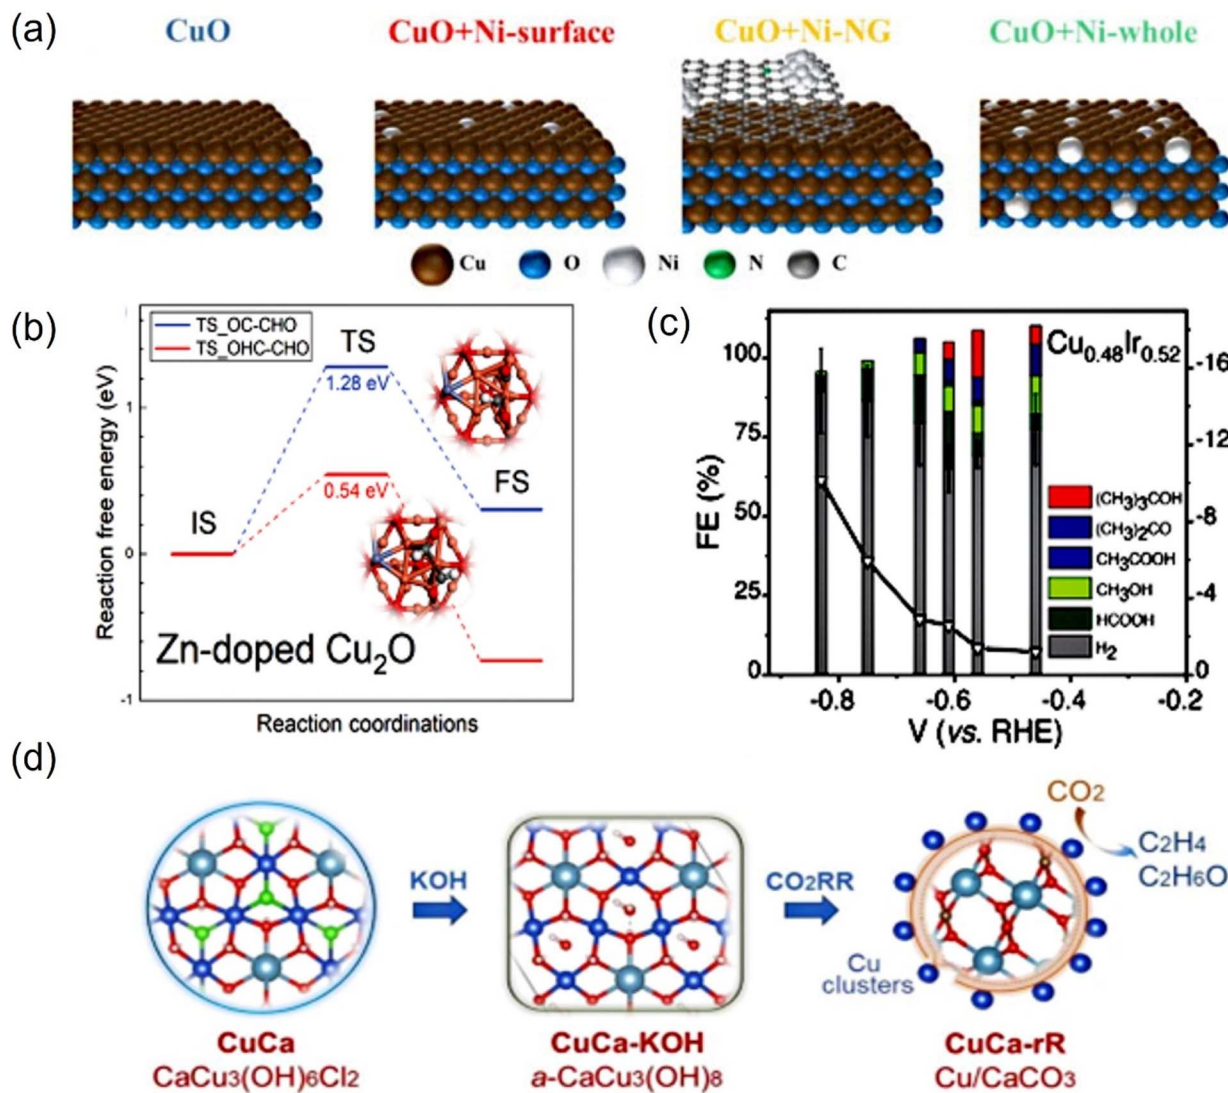 (a)
CuO
CuO+Ni-surface
CuO+Ni-NG
CuO+Ni-whole
Cu
O
Ni
N
C
(b)
TS_OC-CHO
TS_OHC-CHO
TS
1.28 eV
FS
IS
0.54 eV
1
0
-1
Reaction free energy (eV)
Zn-doped Cu2O
Reaction coordinations
(c)
Cu0.48Ir0.52
100
75
50
25
0
FE (%)
-16
-12
-8
-4
0
(CH3)3COH
(CH3)2CO
CH3COOH
CH3OH
HCOOH
H2
-0.8
-0.6
-0.4
-0.2
V (vs. RHE)
(d)
KOH
CO2RR
CO2
C2H4
C2H6O
Cu
clusters
CuCa
CaCu3(OH)6Cl2
CuCa-KOH
a-CaCu3(OH)8
CuCa-rR
Cu/CaCO3